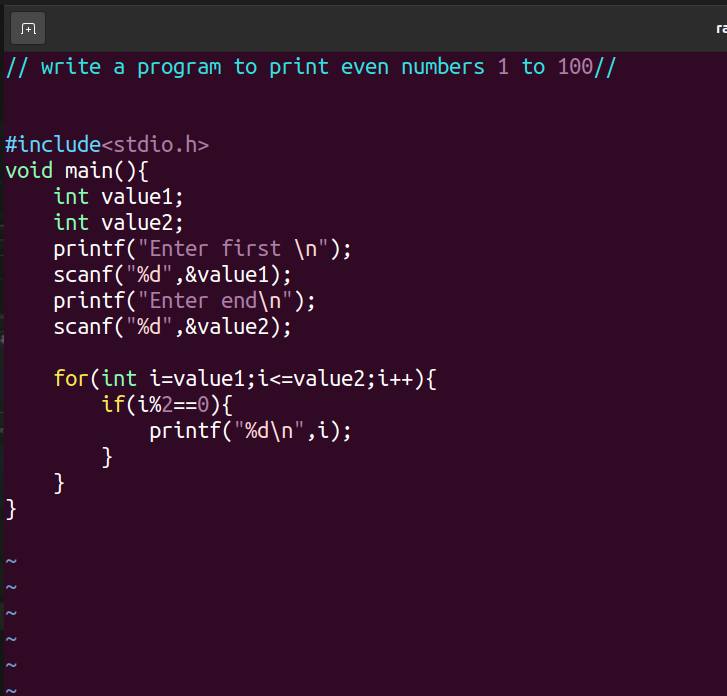 ra
// write a program to print even numbers 1 to 100//
#include<stdio.h>
void main(){
    int value1;
    int value2;
    printf("Enter first \n");
    scanf("%d",&value1);
    printf("Enter end\n");
    scanf("%d",&value2);
    for(int i=value1;i<=value2;i++){
        if(i%2==0){
            printf("%d\n",i);
        }
    }
}
~
~
~
~
~
~